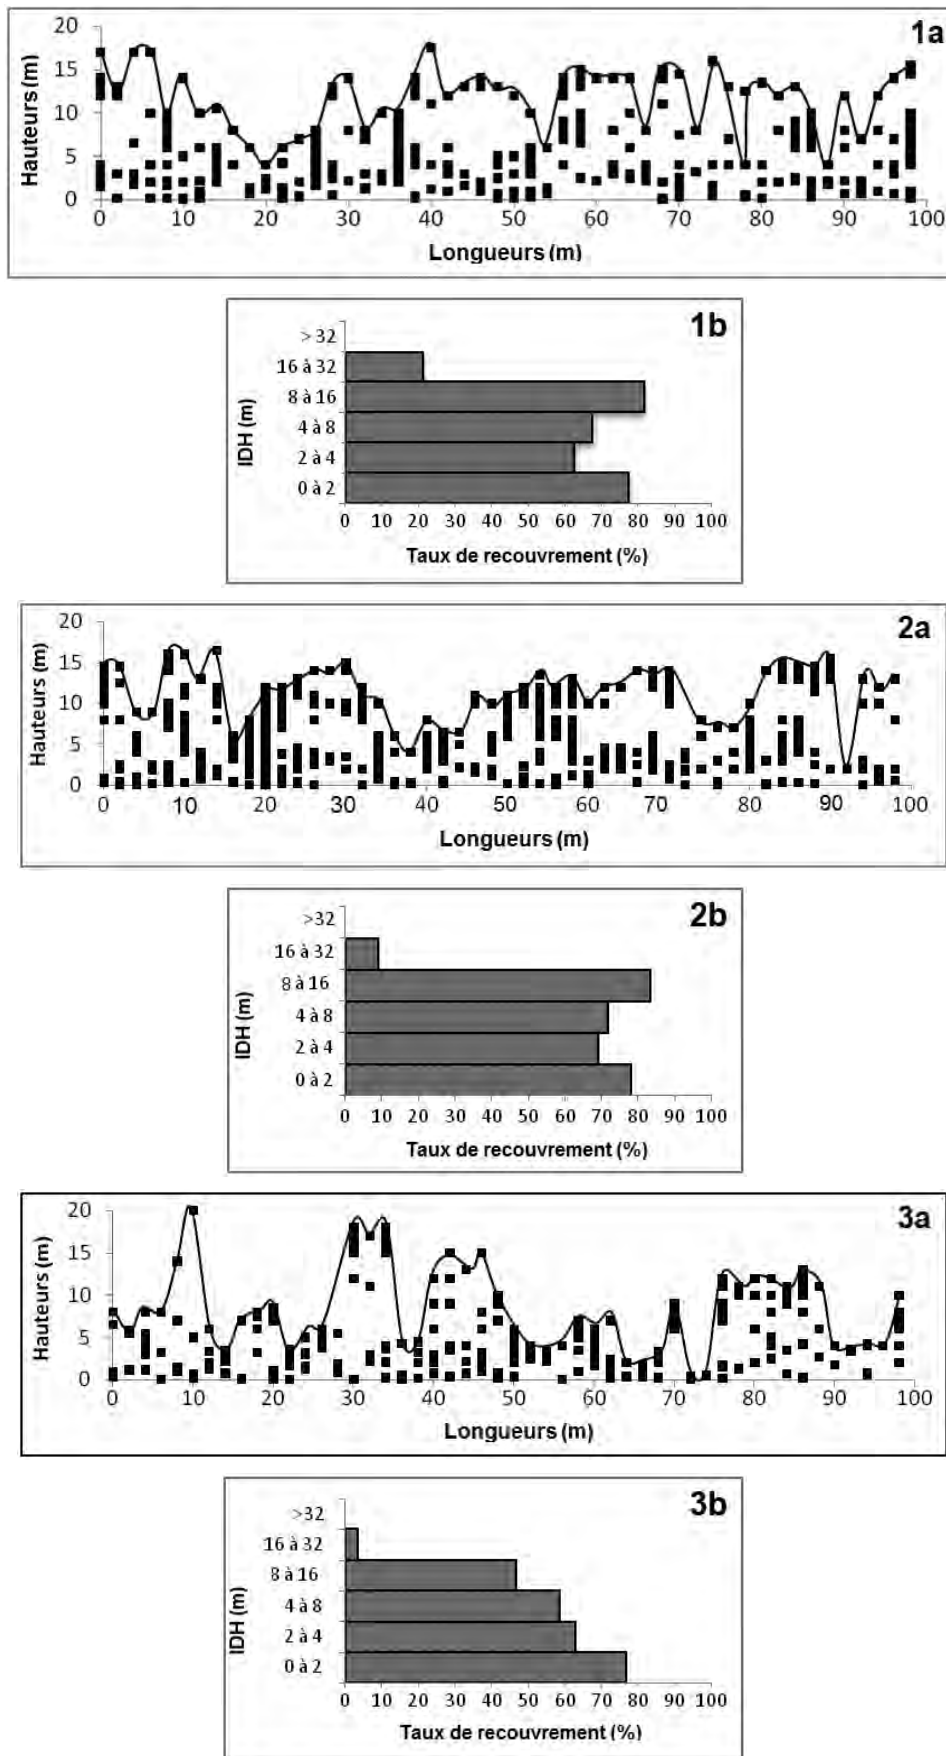 1a
Hauteurs (m)
20
15
10
5
0
0 10 20 30 40 50 60 70 80 90 100
Longueurs (m)
1b
IDH (m)
> 32
16 à 32
8 à 16
4 à 8
2 à 4
0 à 2
0 10 20 30 40 50 60 70 80 90 100
Taux de recouvrement (%)
2a
Hauteurs (m)
20
15
10
5
0
0 10 20 30 40 50 60 70 80 90 100
Longueurs (m)
2b
IDH (m)
>32
16 à 32
8 à 16
4 à 8
2 à 4
0 à 2
0 10 20 30 40 50 60 70 80 90 100
Taux de recouvrement (%)
3a
Hauteurs (m)
20
15
10
5
0
0 10 20 30 40 50 60 70 80 90 100
Longueurs (m)
3b
IDH (m)
>32
16 à 32
8 à 16
4 à 8
2 à 4
0 à 2
0 10 20 30 40 50 60 70 80 90 100
Taux de recouvrement (%)